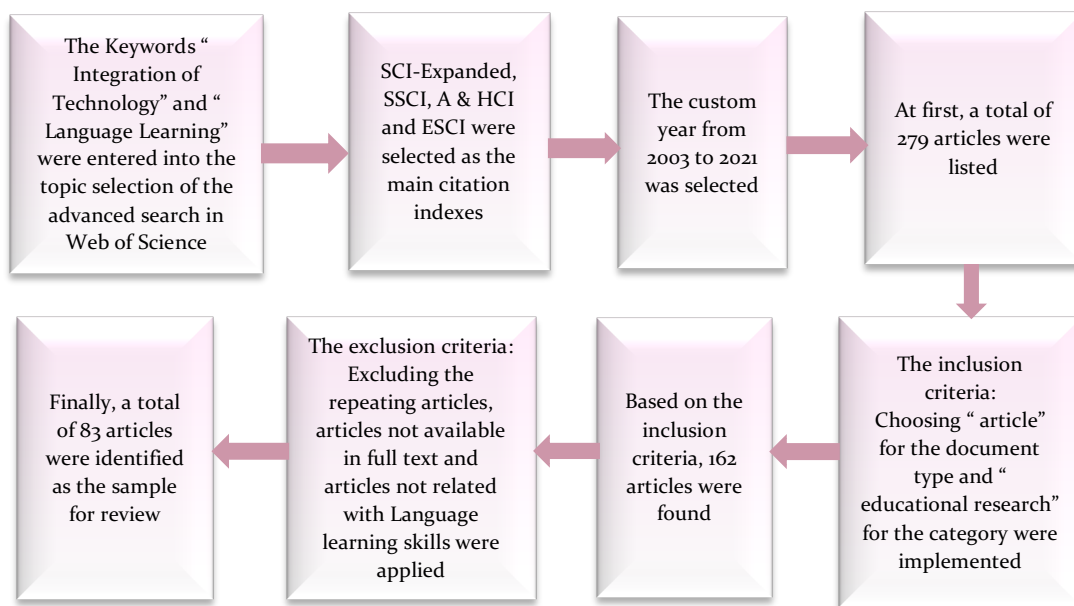 The Keywords “
Integration of
Technology” and “
Language Learning”
were entered into the
topic selection of the
advanced search in
Web of Science
SCI-Expanded,
SSCI, A & HCI
and ESCI were
selected as the
main citation
indexes
The custom
year from
2003 to 2021
was selected
At first, a total of
279 articles were
listed
The inclusion
criteria:
Choosing “ article”
for the document
type and “
educational research”
for the category were
implemented
Based on the
inclusion
criteria, 162
articles were
found
The exclusion criteria:
Excluding the
repeating articles,
articles not available
in full text and
articles not related
with Language
learning skills were
applied
Finally, a total
of 83 articles
were identified
as the sample
for review